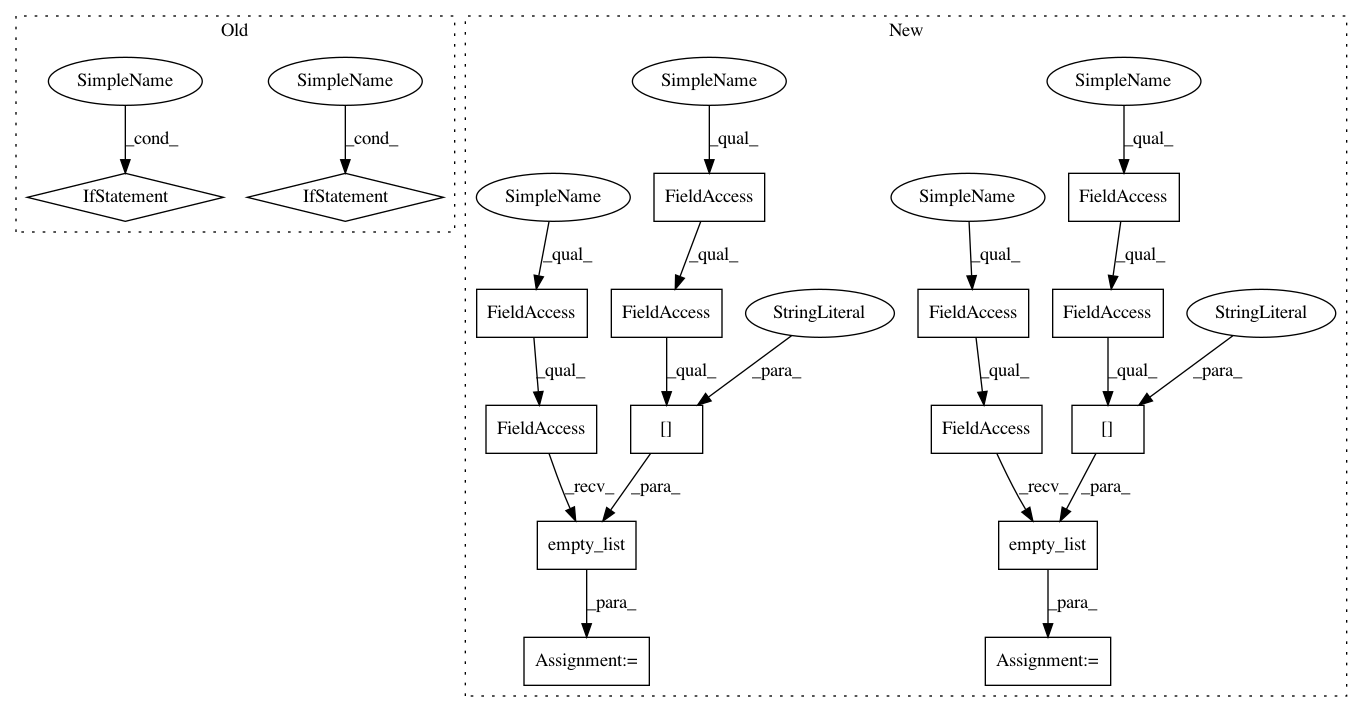 Old
New
SimpleName
SimpleName
SimpleName
SimpleName
_cond_
_cond_
_qual_
_qual_
IfStatement
IfStatement
SimpleName
FieldAccess
SimpleName
FieldAccess
_qual_
_qual_
_qual_
_qual_
FieldAccess
FieldAccess
StringLiteral
FieldAccess
FieldAccess
StringLiteral
_qual_
_qual_
_para_
_qual_
_qual_
_para_
FieldAccess
[]
FieldAccess
[]
_recv_
_para_
_recv_
_para_
empty_list
empty_list
_para_
_para_
Assignment:=
Assignment:=